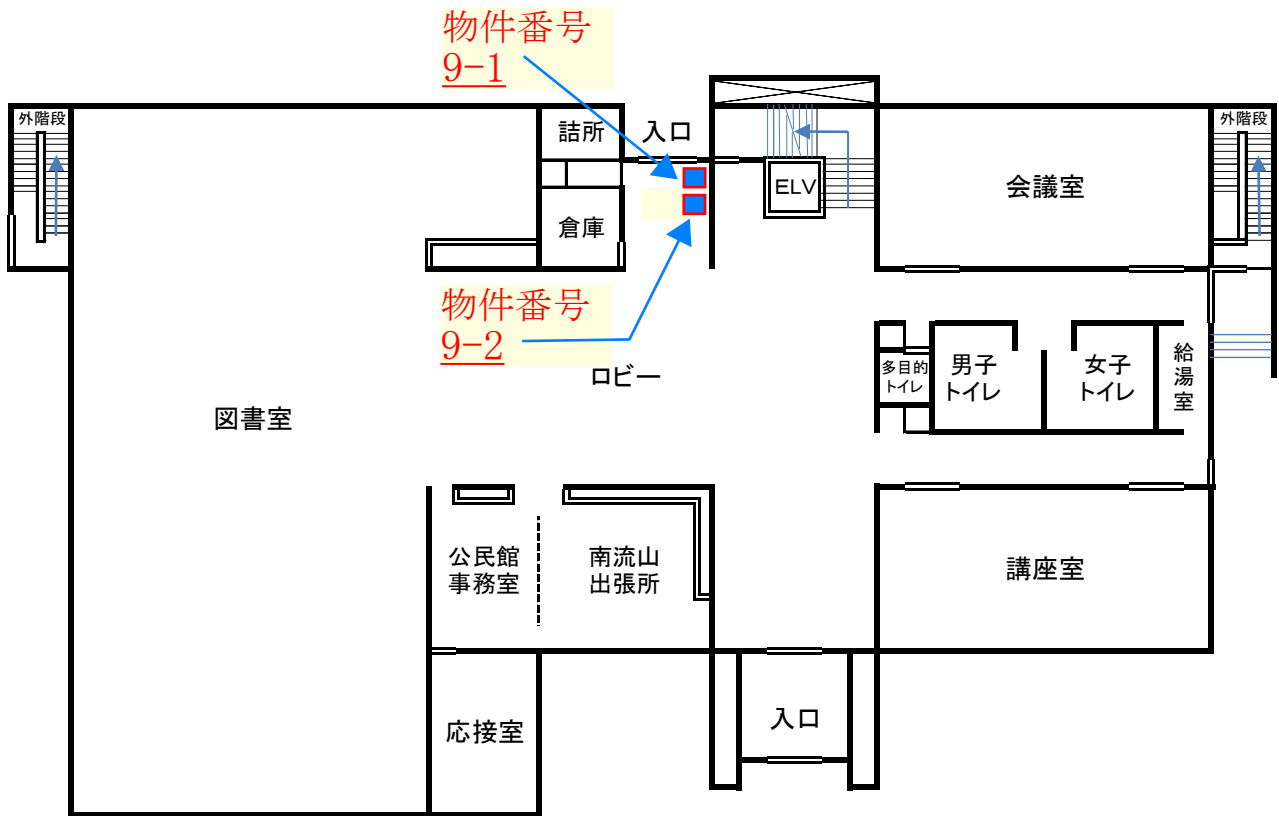 物件番号
9-1
外階段
詰所
入口
外階段
ELV
会議室
倉庫
物件番号
9-2
ロビー
多目的
トイレ
男子
トイレ
女子
トイレ
給
湯
室
図書室
公民館
事務室
南流山
出張所
講座室
応接室
入口